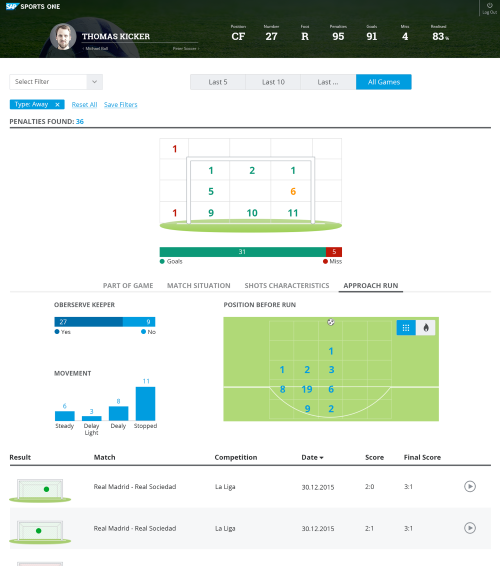 SAP SPORTS ONE
Log Out
THOMAS KICKER
‹ Michael Ball
Peter Soccer ›
Position Number Foot Penalties Goals Miss Realised
CF 27 R 95 91 4 83%
Select Filter
Last 5 Last 10 Last ... All Games
Type: Away ×
Reset All Save Filters
PENALTIES FOUND: 36
1
1 2 1
5 6
1 9 10 11
31 5
Goals Miss
PART OF GAME MATCH SITUATION SHOTS CHARACTERISTICS APPROACH RUN
OBERSERVE KEEPER
27 9
Yes No
MOVEMENT
6 3 8 11
Steady Delay Light Dealy Stopped
POSITION BEFORE RUN
1
1 2 3
8 19 6
9 2
Result Match Competition Date Score Final Score
Real Madrid - Real Sociedad La Liga 30.12.2015 2:0 3:1
Real Madrid - Real Sociedad La Liga 30.12.2015 2:1 3:1